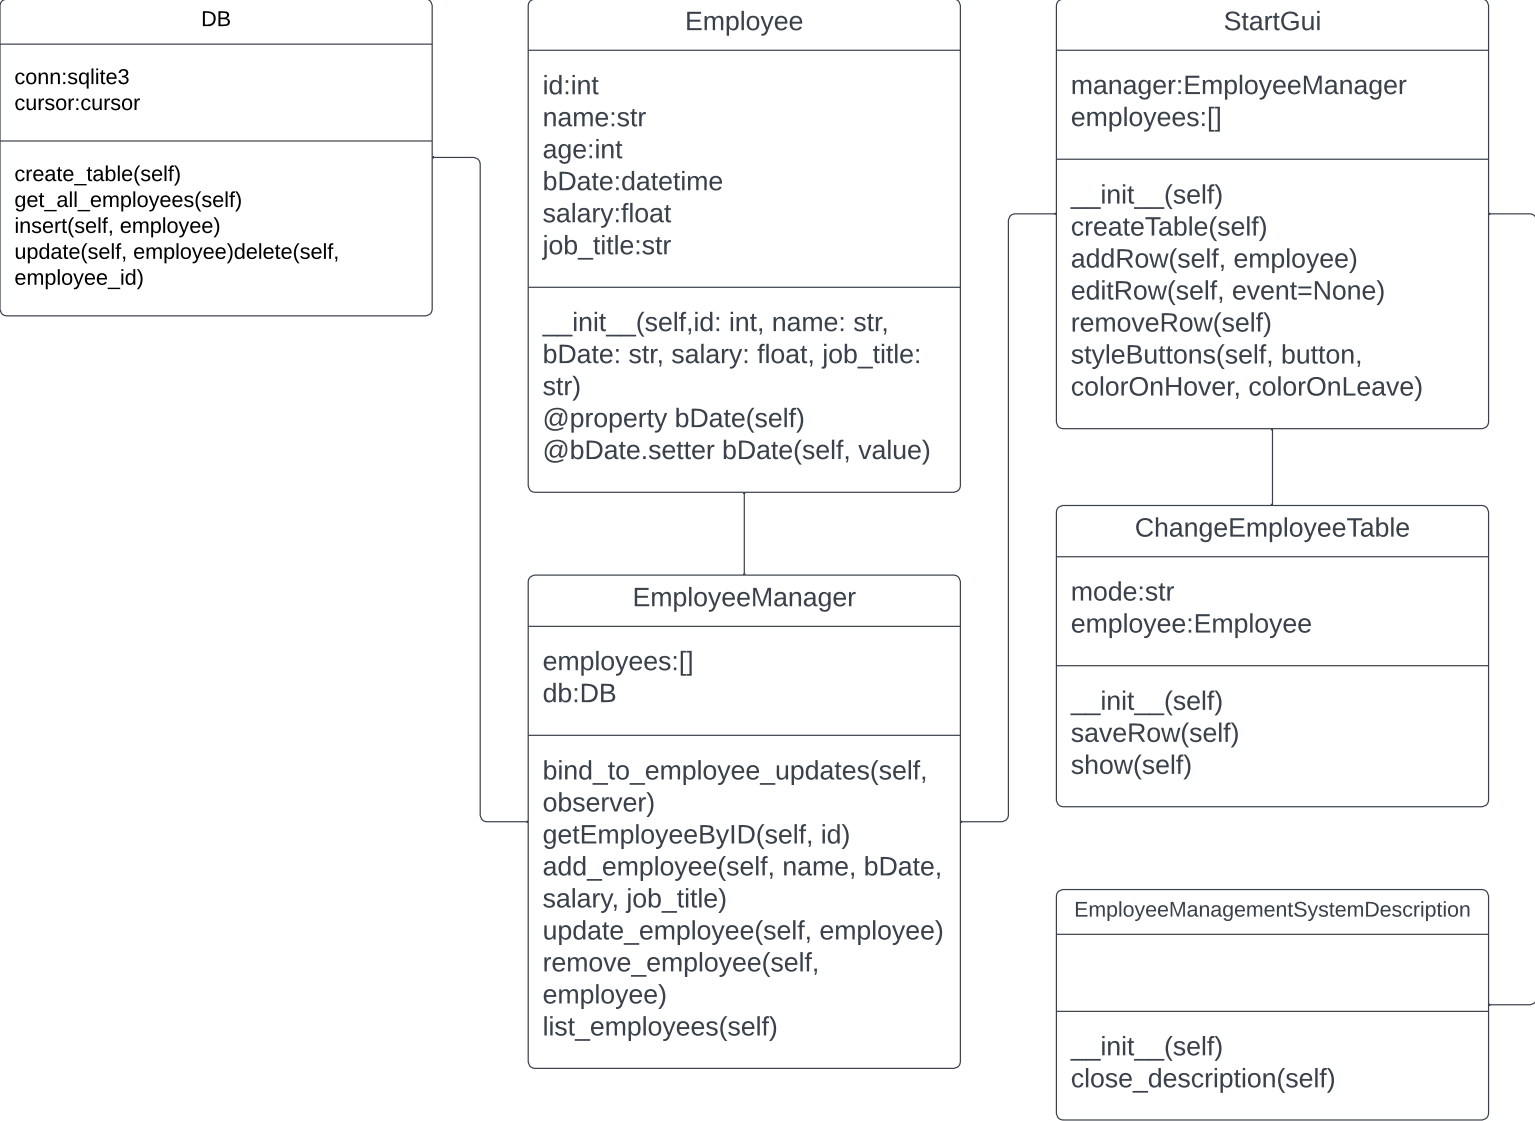 DB
conn:sqlite3
cursor:cursor
create_table(self)
get_all_employees(self)
insert(self, employee)
update(self, employee)delete(self,
employee_id)
Employee
id:int
name:str
age:int
bDate:datetime
salary:float
job_title:str
__init__(self,id: int, name: str,
bDate: str, salary: float, job_title:
str)
@property bDate(self)
@bDate.setter bDate(self, value)
EmployeeManager
employees:[]
db:DB
bind_to_employee_updates(self,
observer)
getEmployeeByID(self, id)
add_employee(self, name, bDate,
salary, job_title)
update_employee(self, employee)
remove_employee(self,
employee)
list_employees(self)
StartGui
manager:EmployeeManager
employees:[]
__init__(self)
createTable(self)
addRow(self, employee)
editRow(self, event=None)
removeRow(self)
styleButtons(self, button,
colorOnHover, colorOnLeave)
ChangeEmployeeTable
mode:str
employee:Employee
__init__(self)
saveRow(self)
show(self)
EmployeeManagementSystemDescription
__init__(self)
close_description(self)